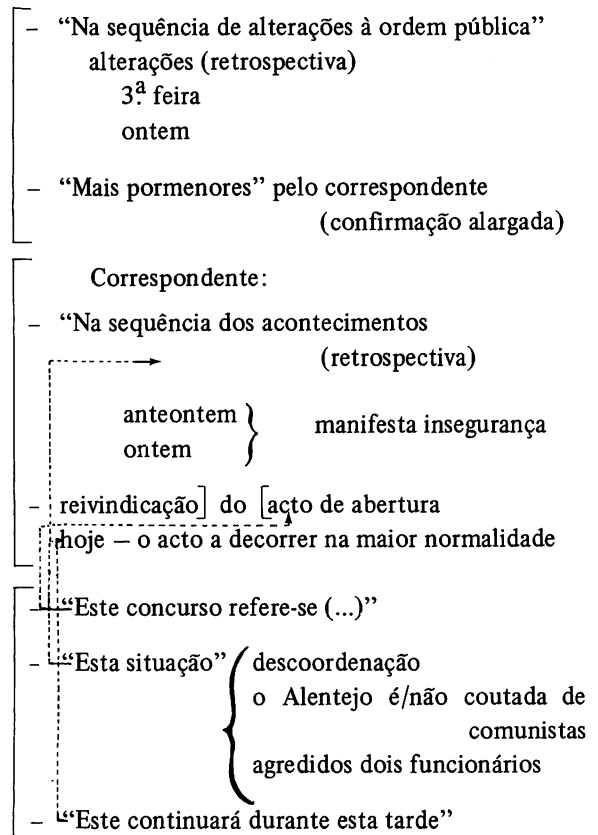 – “Na sequência de alterações à ordem pública”
alterações (retrospectiva)
3.ª feira
ontem
– “Mais pormenores” pelo correspondente
(confirmação alargada)
Correspondente:
– “Na sequência dos acontecimentos
(retrospectiva)
anteontem
ontem } manifesta insegurança
– reivindicação] do [acto de abertura
hoje – o acto a decorrer na maior normalidade
– “Este concurso refere-se (...)”
– “Esta situação” { descoordenação
o Alentejo é/não coutada de
comunistas
agredidos dois funcionários
– “Este continuará durante esta tarde”